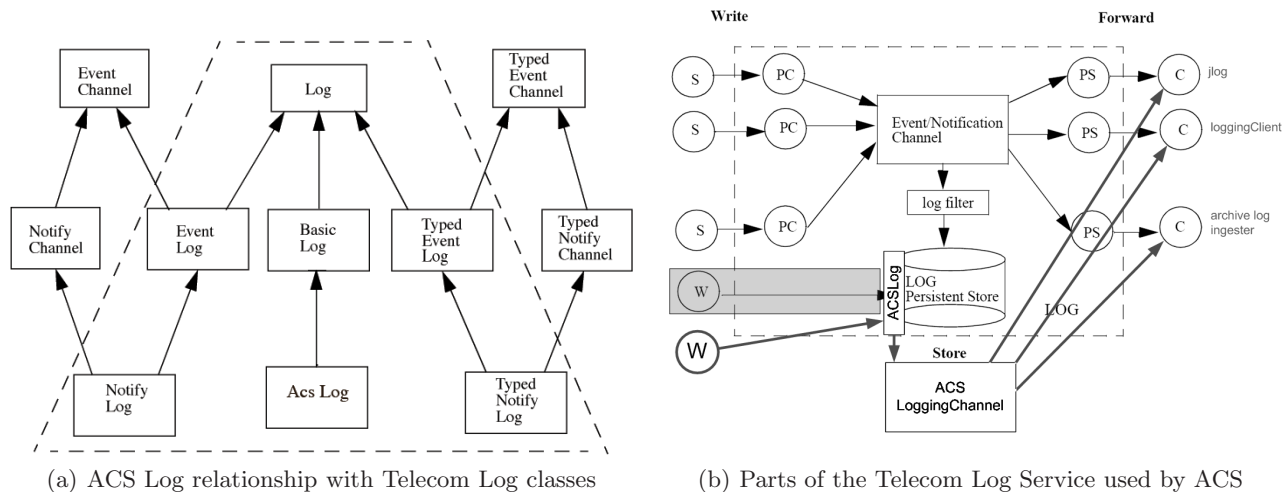 Event
Channel
Log
Typed
Event
Channel
Notify
Channel
Event
Log
Basic
Log
Typed
Event
Log
Typed
Notify
Channel
Notify
Log
Acs Log
Typed
Notify
Log
(a) ACS Log relationship with Telecom Log classes
Write
Forward
S
PC
PS
C
jlog
S
PC
Event/Notification
Channel
PS
C
loggingClient
log filter
S
PC
PS
C
archive log
ingester
W
ACSLog
LOG
Persistent Store
LOG
W
Store
ACS
LoggingChannel
(b) Parts of the Telecom Log Service used by ACS